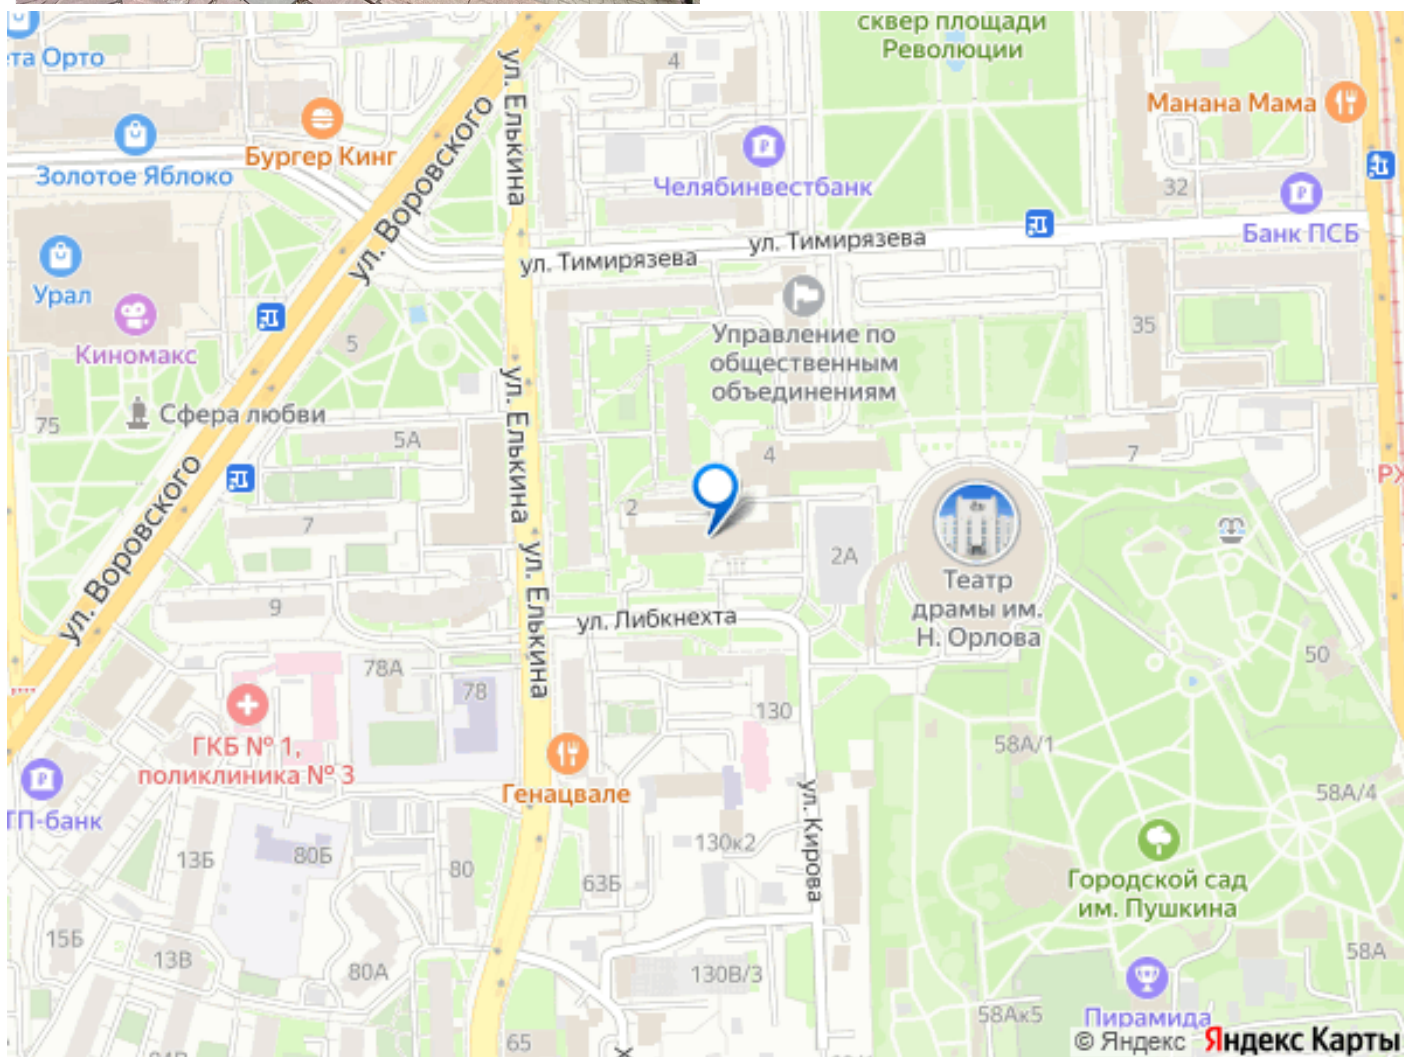 сквер площади
Революции
та Орто
4
ул. Елькина
Манана Мама
Бургер Кинг
Золотое Яблоко
ул. Воровского
Челябинвестбанк
32
Банк ПСБ
ул. Тимирязева
ул. Тимирязева
Урал
Киномакс
5
Управление по
общественным
объединениям
35
Сфера любви
75
5А
ул. Елькина
4
7
ул. Воровского
2
7
2А
Театр
драмы им.
Н. Орлова
ул. Елькина
9
ул. Либкнехта
78А
78
50
130
ГКБ № 1,
поликлиника № 3
58А/1
Генацвале
ТП-банк
ул. Кирова
58А/4
13Б
80Б
80
130к2
63Б
Городской сад
им. Пушкина
15Б
13В
80А
130В/3
58А
58Ак5
Пирамида
65
© Яндекс Яндекс Карты